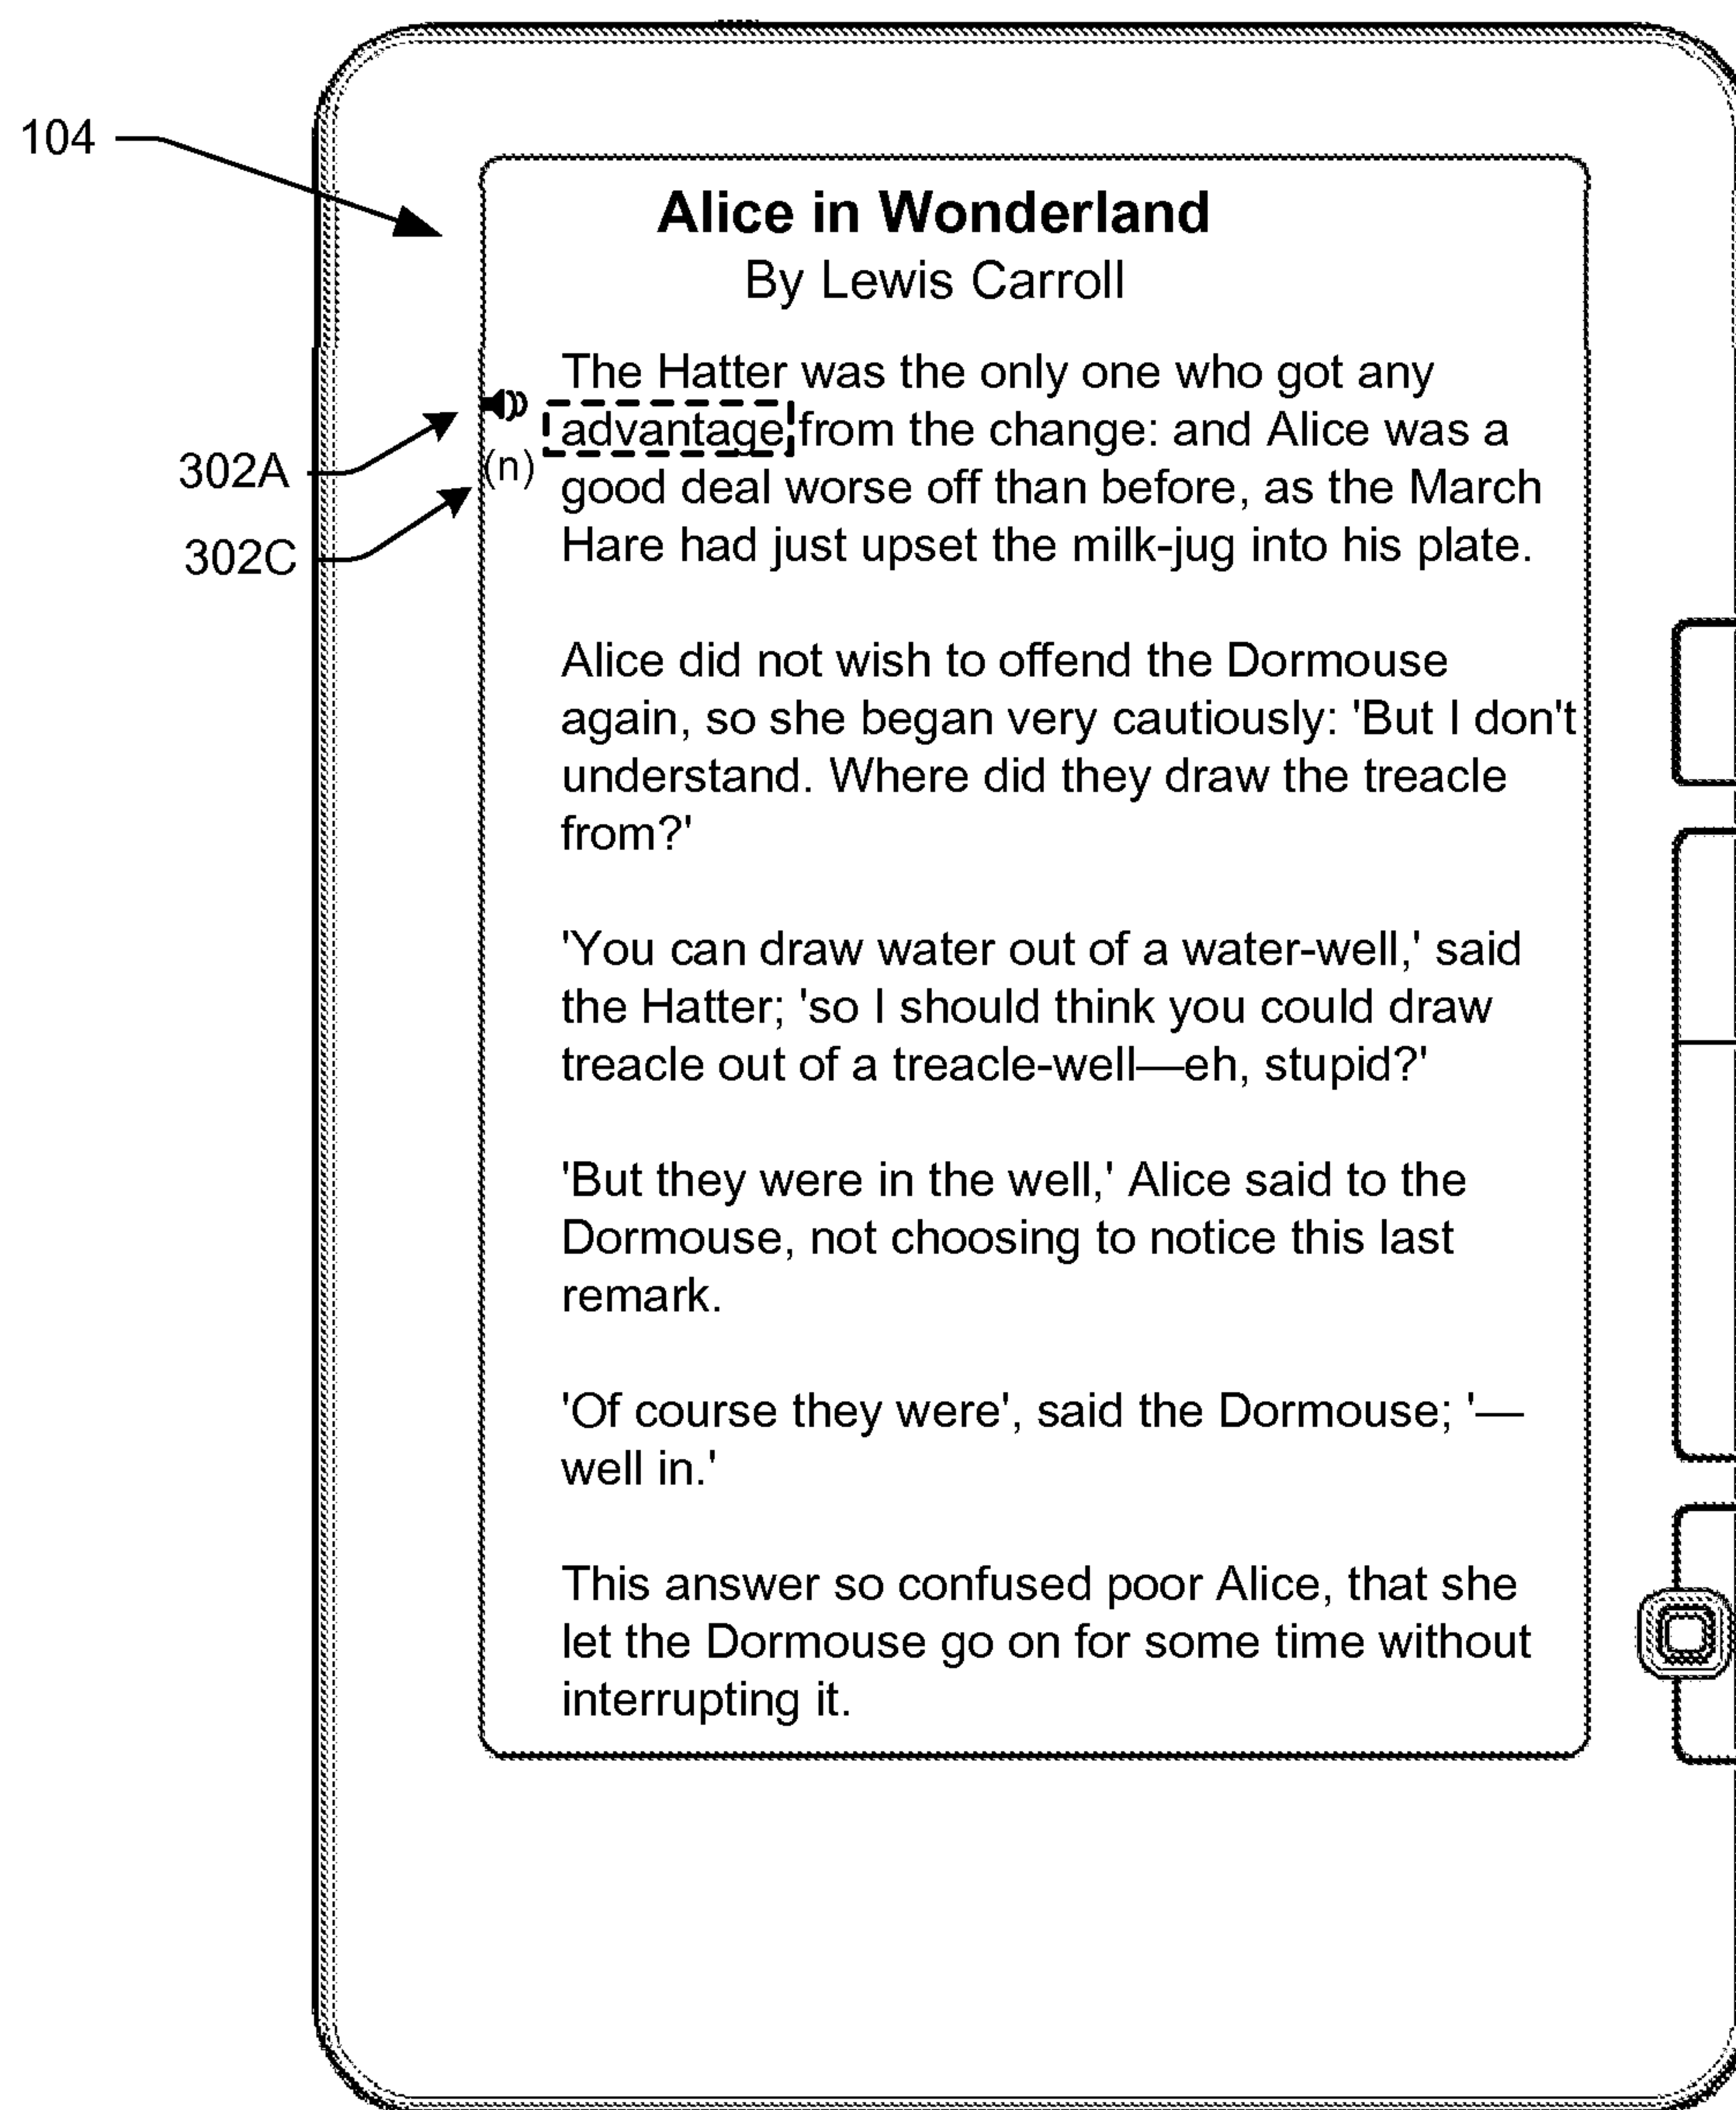 104
Alice in Wonderland
By Lewis Carroll
The Hatter was the only one who got any
advantage from the change: and Alice was a
302A
(n)
good deal worse off than before, as the March
302C
Hare had just upset the milk-jug into his plate.
Alice did not wish to offend the Dormouse
again, so she began very cautiously: 'But I don't
understand. Where did they draw the treacle
from?'
'You can draw water out of a water-well,' said
the Hatter; 'so I should think you could draw
treacle out of a treacle-well—eh, stupid?'
'But they were in the well,' Alice said to the
Dormouse, not choosing to notice this last
remark.
'Of course they were', said the Dormouse; '—
well in.'
This answer so confused poor Alice, that she
let the Dormouse go on for some time without
interrupting it.